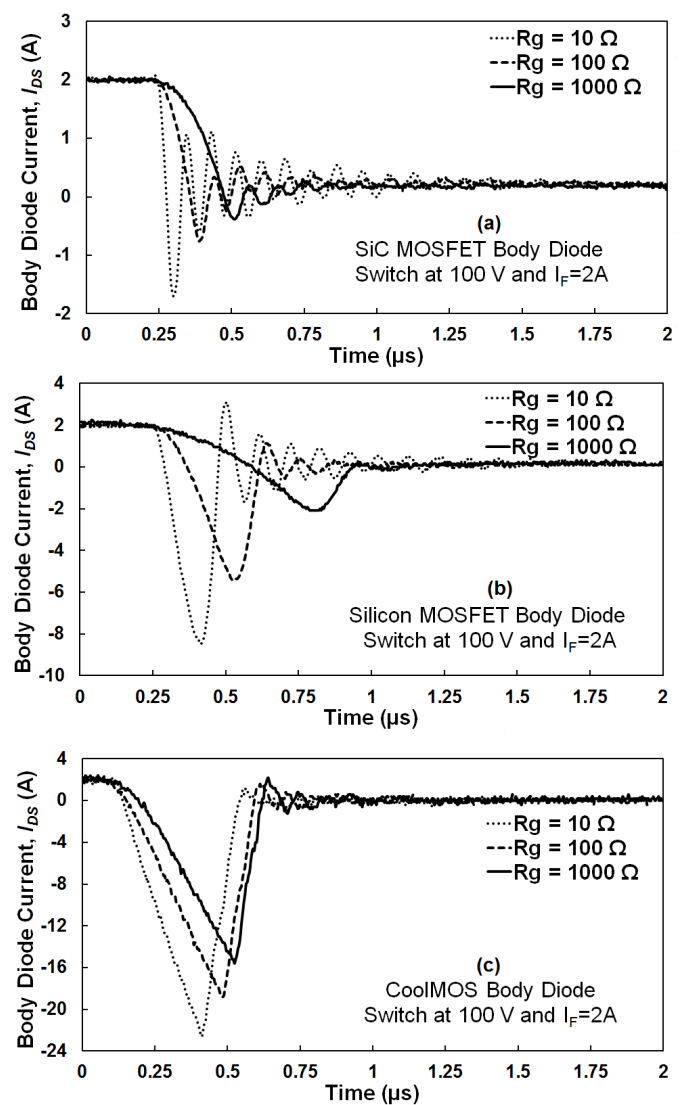 3
2
1
0
-1
-2
Body Diode Current, IDS (A)
Rg = 10 Ω
Rg = 100 Ω
Rg = 1000 Ω
(a)
SiC MOSFET Body Diode
Switch at 100 V and IF=2A
0 0.25 0.5 0.75 1 1.25 1.5 1.75 2
Time (µs)
4
2
0
-2
-4
-6
-8
-10
Body Diode Current, IDS (A)
Rg = 10 Ω
Rg = 100 Ω
Rg = 1000 Ω
(b)
Silicon MOSFET Body Diode
Switch at 100 V and IF=2A
0 0.25 0.5 0.75 1 1.25 1.5 1.75 2
Time (µs)
4
0
-4
-8
-12
-16
-20
-24
Body Diode Current, IDS (A)
Rg = 10 Ω
Rg = 100 Ω
Rg = 1000 Ω
(c)
CoolMOS Body Diode
Switch at 100 V and IF=2A
0 0.25 0.5 0.75 1 1.25 1.5 1.75 2
Time (µs)